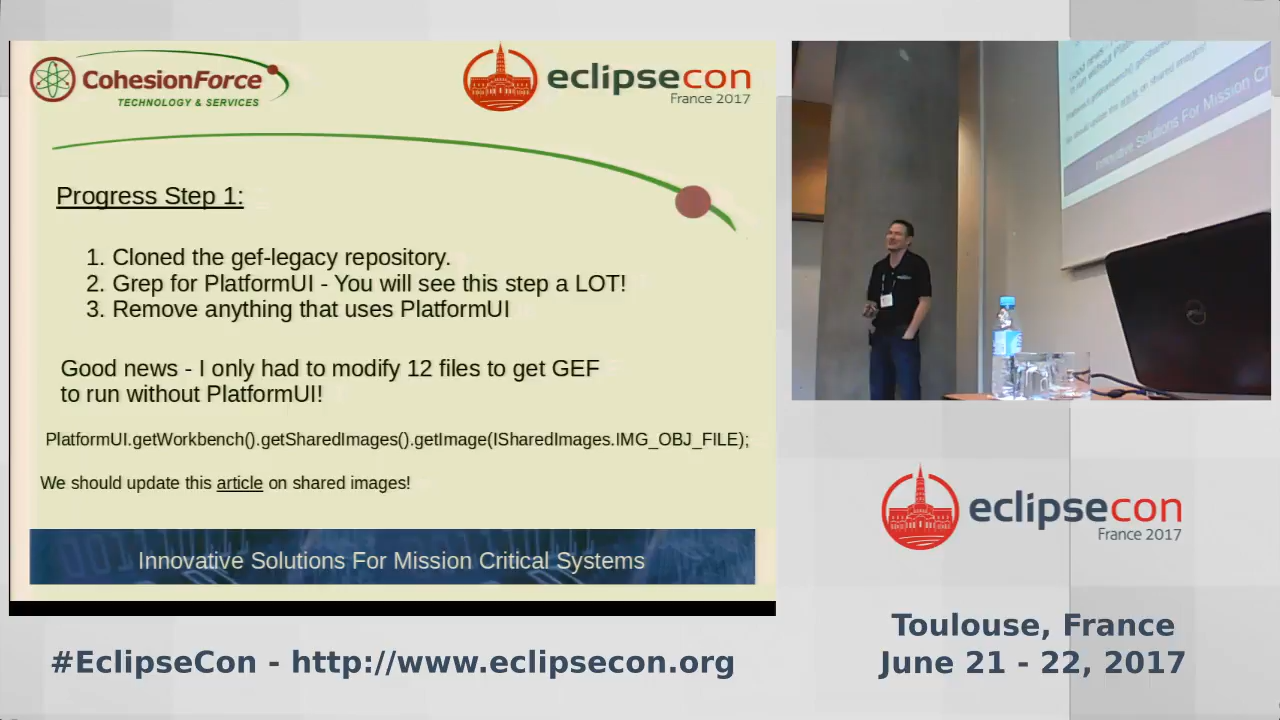 CohesionForce
TECHNOLOGY & SERVICES
eclipsecon
France 2017
Progress Step 1:
1. Cloned the gef-legacy repository.
2. Grep for PlatformUI - You will see this step a LOT!
3. Remove anything that uses PlatformUI
Good news - I only had to modify 12 files to get GEF
to run without PlatformUI!
PlatformUI.getWorkbench().getSharedImages().getImage(ISharedImages.IMG_OBJ_FILE);
We should update this article on shared images!
Innovative Solutions For Mission Critical Systems
Innovative Solutions For Mission
eclipsecon
France 2017
Toulouse, France
June 21 - 22, 2017
#EclipseCon - http://www.eclipsecon.org